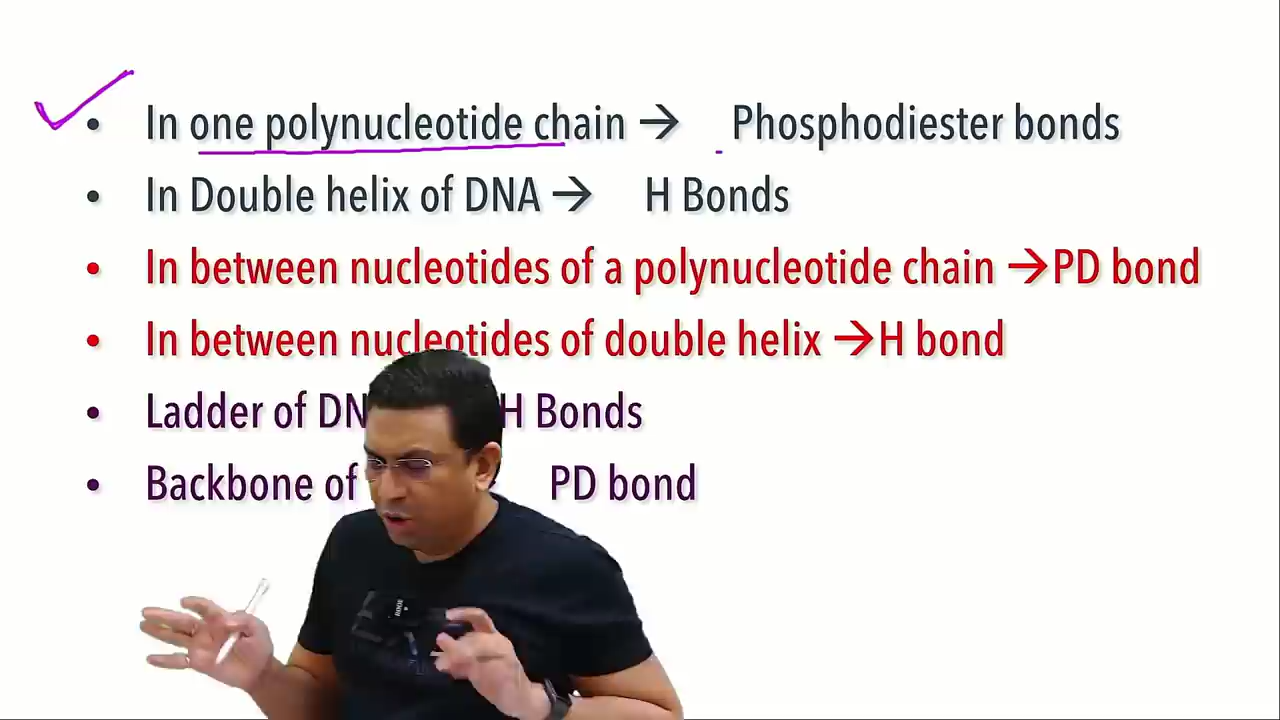 • In one polynucleotide chain → Phosphodiester bonds
• In Double helix of DNA → H Bonds
• In between nucleotides of a polynucleotide chain →PD bond
• In between nucleotides of double helix →H bond
• Ladder of H Bonds
• Backbone of PD bond